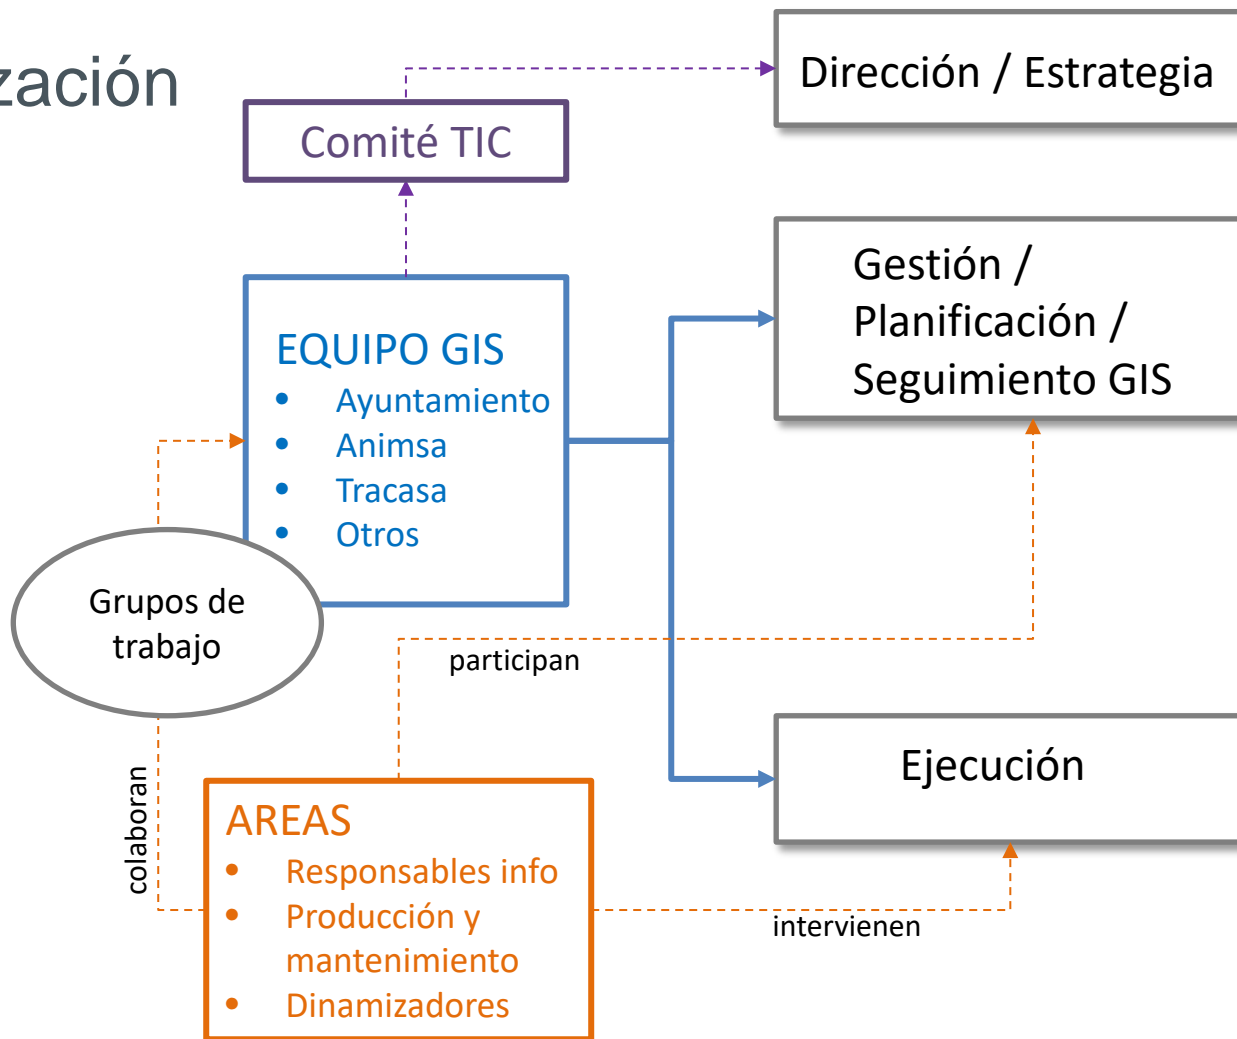 zación
Dirección / Estrategia
Comité TIC
Gestión /
Planificación /
Seguimiento GIS
EQUIPO GIS
• Ayuntamiento
• Animsa
• Tracasa
• Otros
Grupos de
trabajo
participan
colaboran
Ejecución
AREAS
• Responsables info
• Producción y
mantenimiento
• Dinamizadores
intervienen